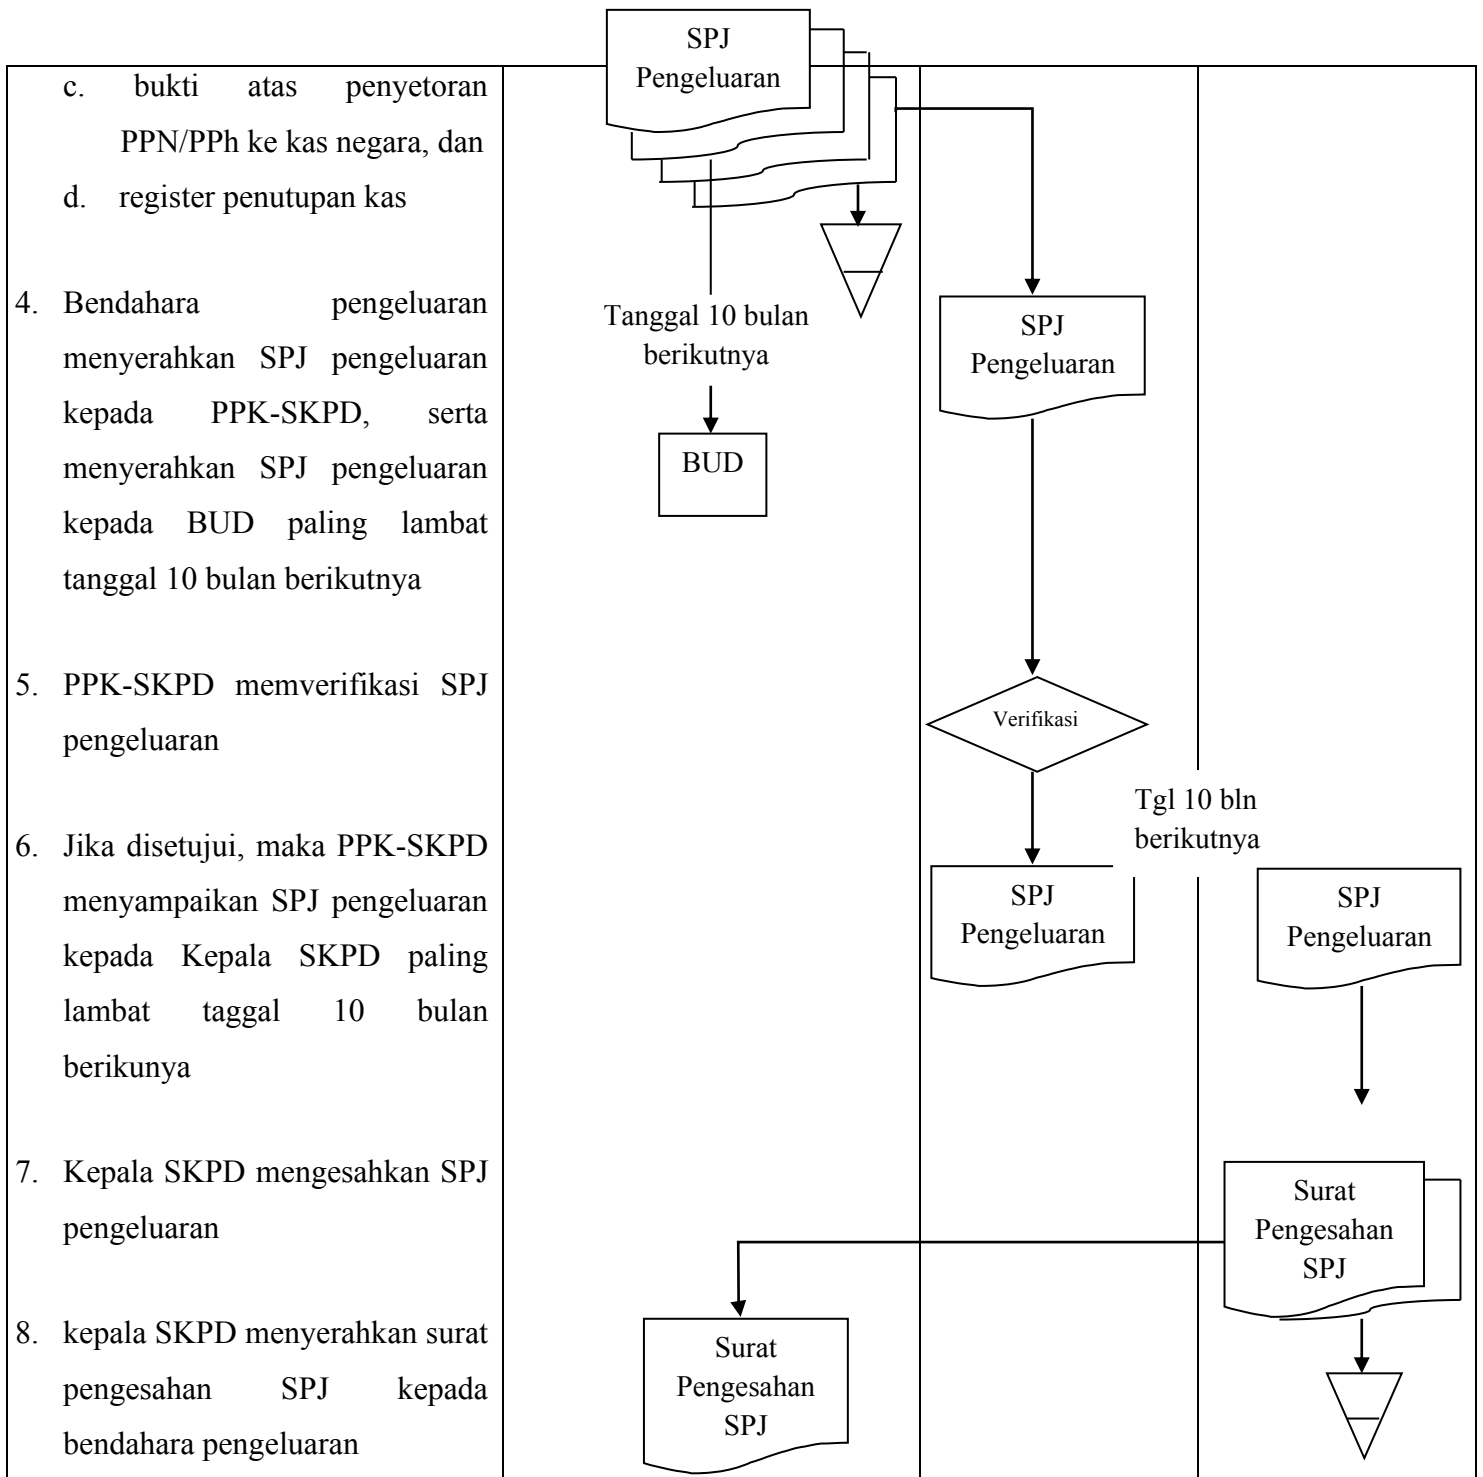 SPJ
Pengeluaran
c. bukti atas penyetoran
PPN/PPh ke kas negara, dan
d. register penutupan kas
4. Bendahara pengeluaran
menyerahkan SPJ pengeluaran
kepada PPK-SKPD, serta
menyerahkan SPJ pengeluaran
kepada BUD paling lambat
tanggal 10 bulan berikutnya
5. PPK-SKPD memverifikasi SPJ
pengeluaran
6. Jika disetujui, maka PPK-SKPD
menyampaikan SPJ pengeluaran
kepada Kepala SKPD paling
lambat taggal 10 bulan
berikunya
7. Kepala SKPD mengesahkan SPJ
pengeluaran
8. kepala SKPD menyerahkan surat
pengesahan SPJ kepada
bendahara pengeluaran
Tanggal 10 bulan
berikutnya
BUD
SPJ
Pengeluaran
Verifikasi
Tgl 10 bln
berikutnya
SPJ
Pengeluaran
SPJ
Pengeluaran
Surat
Pengesahan
SPJ
Surat
Pengesahan
SPJ